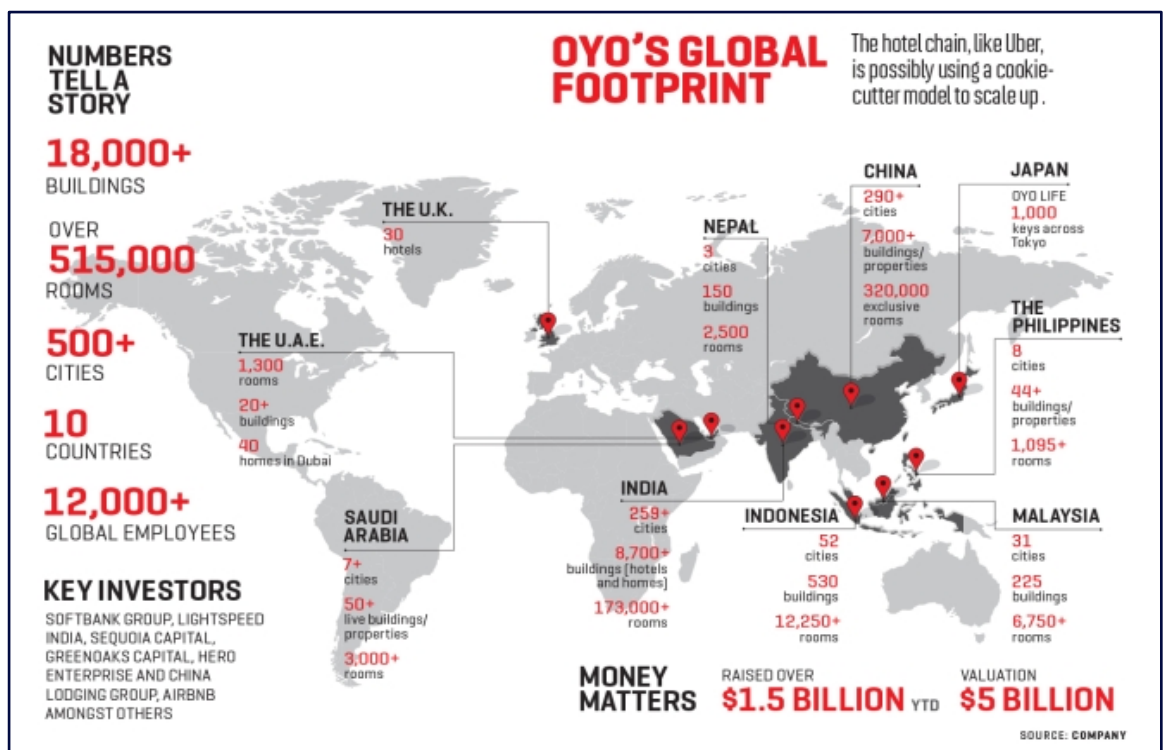 NUMBERS
TELL A
STORY
18,000+
BUILDINGS
OVER
515,000
ROOMS
500+
CITIES
10
COUNTRIES
12,000+
GLOBAL EMPLOYEES
KEY INVESTORS
SOFTBANK GROUP, LIGHTSPEED
INDIA, SEQUOIA CAPITAL,
GREENOAKS CAPITAL, HERO
ENTERPRISE AND CHINA
LODGING GROUP, AIRBNB
AMONGST OTHERS
OYO'S GLOBAL
FOOTPRINT
The hotel chain, like Uber,
is possibly using a cookie-
cutter model to scale up.
THE U.K.
30
hotels
THE U.A.E.
1,300
rooms
20+
buildings
40
homes in Dubai
SAUDI
ARABIA
7+
cities
50+
live buildings/
properties
3,000+
rooms
NEPAL
3
cities
150
buildings
2,500
rooms
INDIA
259+
cities
8,700+
buildings [hotels
and homes]
173,000+
rooms
CHINA
290+
cities
7,000+
buildings/
properties
320,000
exclusive
rooms
JAPAN
OYO LIFE
1,000
keys across
Tokyo
THE
PHILIPPINES
8
cities
44+
buildings/
properties
1,095+
rooms
INDONESIA
52
cities
530
buildings
12,250+
rooms
MALAYSIA
31
cities
225
buildings
6,750+
rooms
MONEY
MATTERS
RAISED OVER
$1.5 BILLION YTD
VALUATION
$5 BILLION
SOURCE: COMPANY